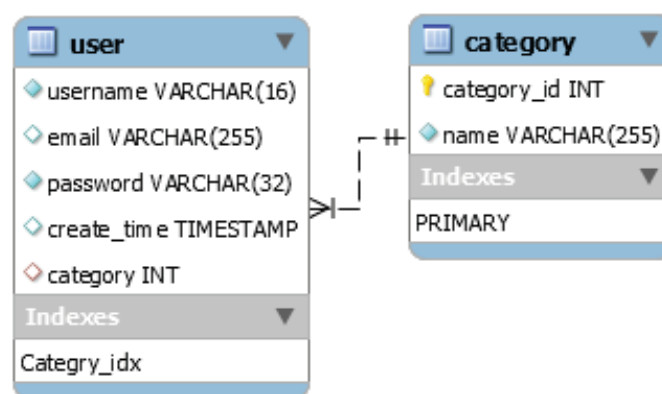 user
username VARCHAR(16)
email VARCHAR(255)
password VARCHAR(32)
create_time TIMESTAMP
category INT
Indexes
Categry_idx
category
category_id INT
name VARCHAR(255)
Indexes
PRIMARY